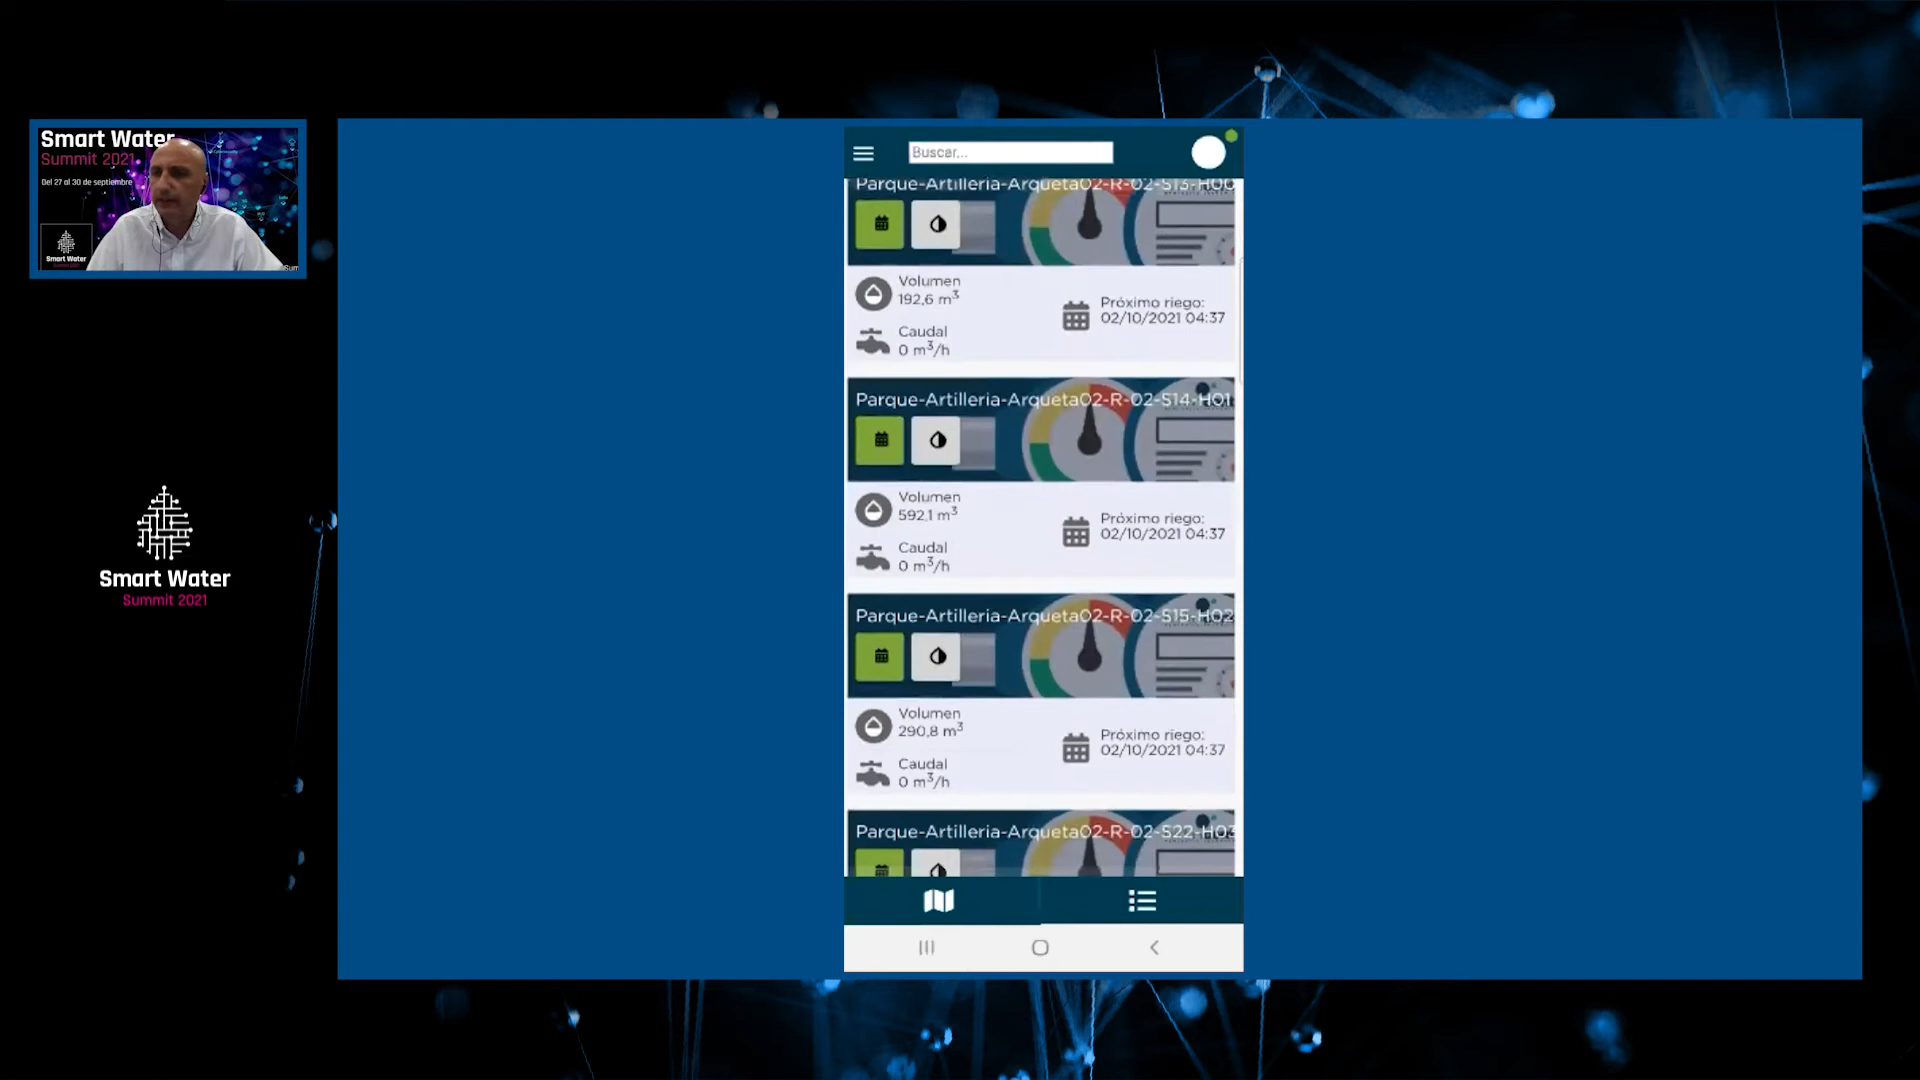 Smart Water
Summit 2021
Del 27 al 30 de septiembre
Smart Water
Smart Water
Summit 2021
Buscar...
Parque-Artilleria-Arqueta02-R-02-S13-H00
Volumen
192,6 m³
Caudal
0 m³/h
Próximo riego:
02/10/2021 04:37
Parque-Artilleria-Arqueta02-R-02-S14-H01
Volumen
592,1 m³
Caudal
0 m³/h
Próximo riego:
02/10/2021 04:37
Parque-Artilleria-Arqueta02-R-02-S15-H02
Volumen
290,8 m³
Caudal
0 m³/h
Próximo riego:
02/10/2021 04:37
Parque-Artilleria-Arqueta02-R-02-S22-H03